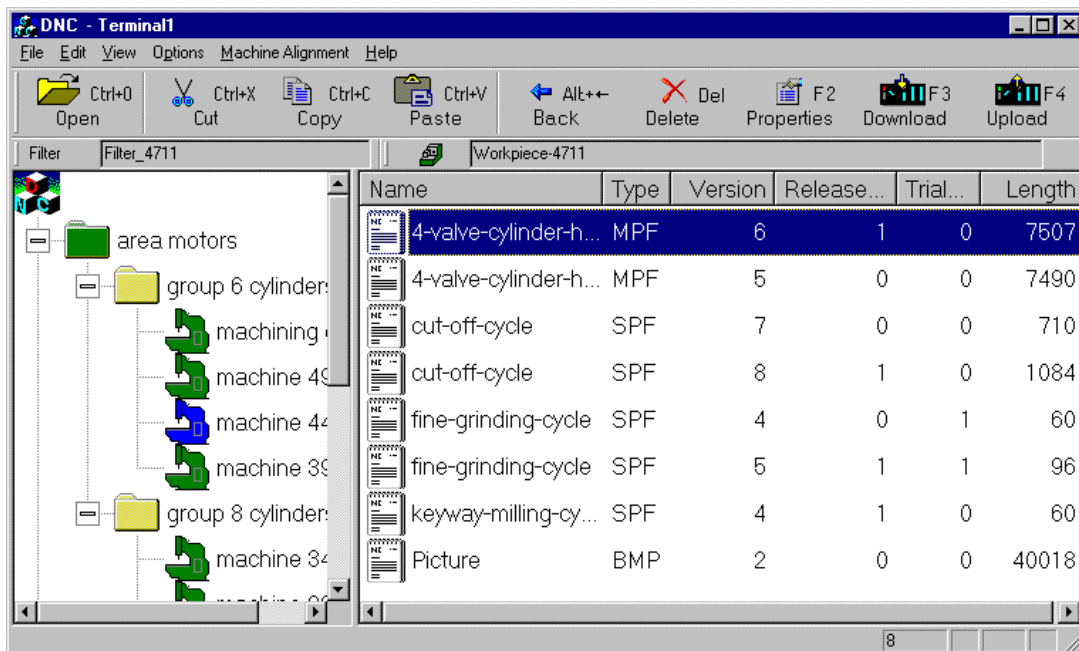 DNC - Terminal1
File Edit View Options Machine Alignment Help
Ctrl+O Ctrl+X Ctrl+C Ctrl+V Alt+← Del F2 F3 F4
Open Cut Copy Paste Back Delete Properties Download Upload
Filter Filter_4711 Workpiece-4711
DNC
area motors
group 6 cylinders
machining
machine 49
machine 44
machine 39
group 8 cylinders
machine 34
Name Type Version Release... Trial... Length
4-valve-cylinder-h... MPF 6 1 0 7507
4-valve-cylinder-h... MPF 5 0 0 7490
cut-off-cycle SPF 7 0 0 710
cut-off-cycle SPF 8 1 0 1084
fine-grinding-cycle SPF 4 0 1 60
fine-grinding-cycle SPF 5 1 1 96
keyway-milling-cy... SPF 4 1 0 60
Picture BMP 2 0 0 40018
8